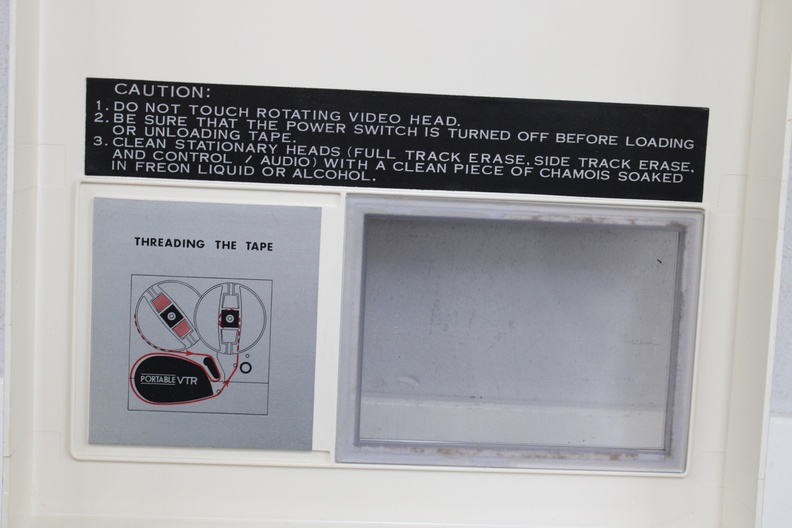 CAUTION:
1. DO NOT TOUCH ROTATING VIDEO HEAD.
2. BE SURE THAT THE POWER SWITCH IS TURNED OFF BEFORE LOADING
OR UNLOADING TAPE.
3. CLEAN STATIONARY HEADS (FULL TRACK ERASE, SIDE TRACK ERASE,
AND CONTROL / AUDIO) WITH A CLEAN PIECE OF CHAMOIS SOAKED
IN FREON LIQUID OR ALCOHOL.
THREADING THE TAPE
PORTABLE VTR